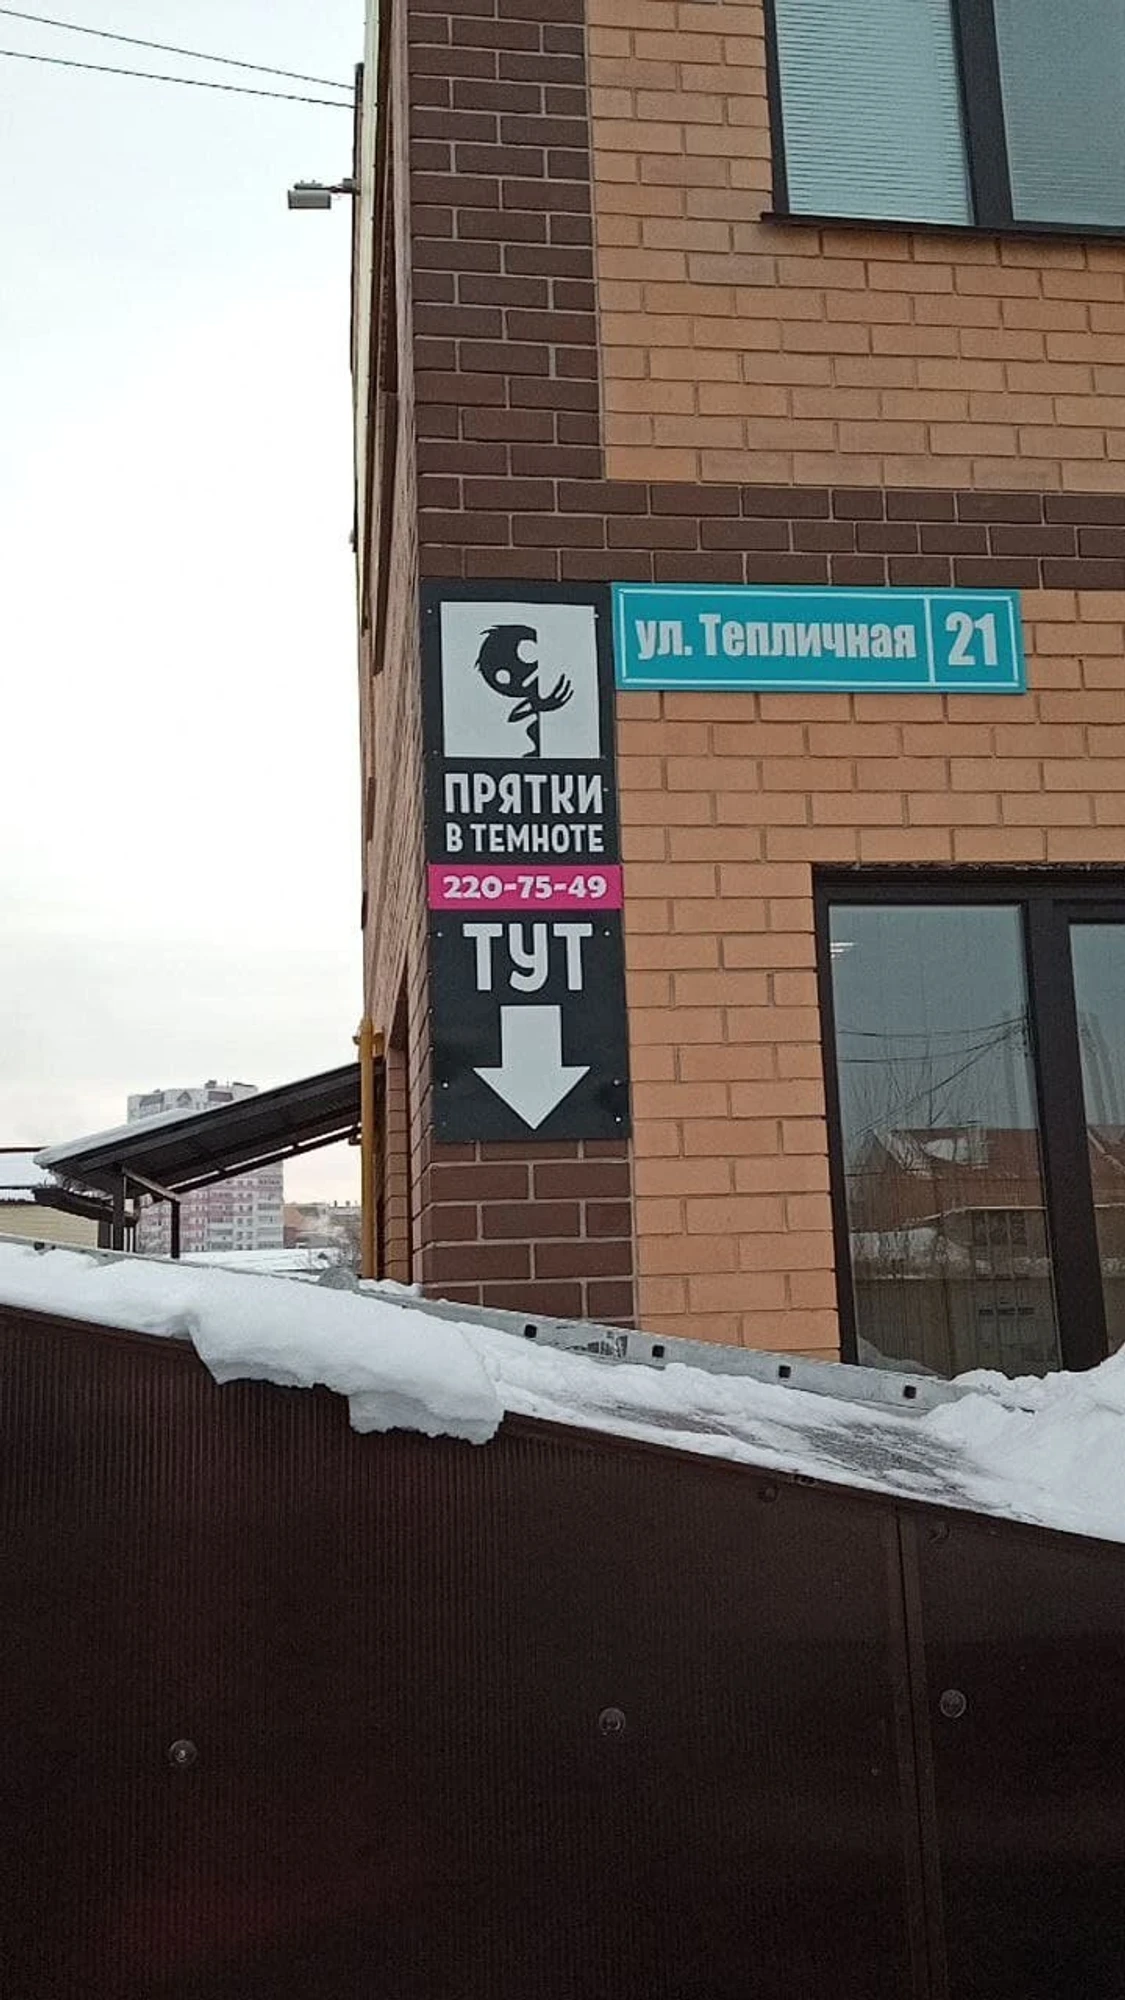 ул. Тепличная 21
ПРЯТКИ
В ТЕМНОТЕ
220-75-49
ТУТ